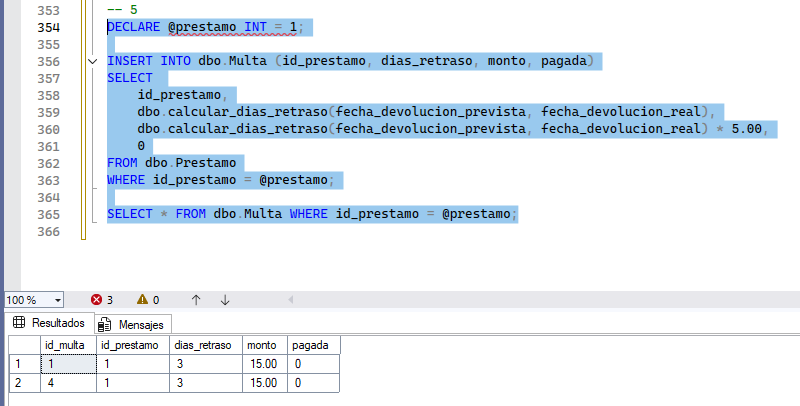 353 -- 5
354 DECLARE @prestamo INT = 1;
355
356 INSERT INTO dbo.Multa (id_prestamo, dias_retraso, monto, pagada)
357 SELECT
358 id_prestamo,
359 dbo.calcular_dias_retraso(fecha_devolucion_prevista, fecha_devolucion_real),
360 dbo.calcular_dias_retraso(fecha_devolucion_prevista, fecha_devolucion_real) * 5.00,
361 0
362 FROM dbo.Prestamo
363 WHERE id_prestamo = @prestamo;
364
365 SELECT * FROM dbo.Multa WHERE id_prestamo = @prestamo;
366
100 % 3 0
Resultados Mensajes
id_multa id_prestamo dias_retraso monto pagada
1 1 1 3 15.00 0
2 4 1 3 15.00 0